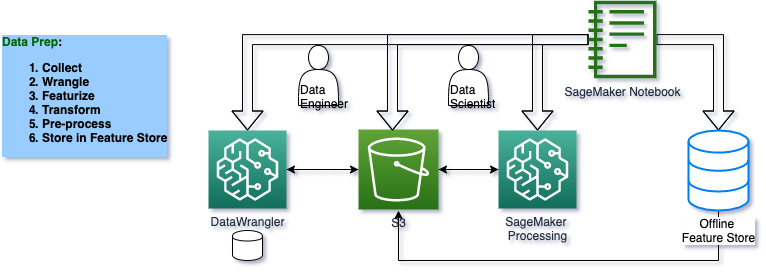 Data Prep:
1. Collect
2. Wrangle
3. Featurize
4. Transform
5. Pre-process
6. Store in Feature Store
Data
Engineer
Data
Scientist
SageMaker Notebook
DataWrangler
S3
SageMaker
Processing
Offline
Feature Store